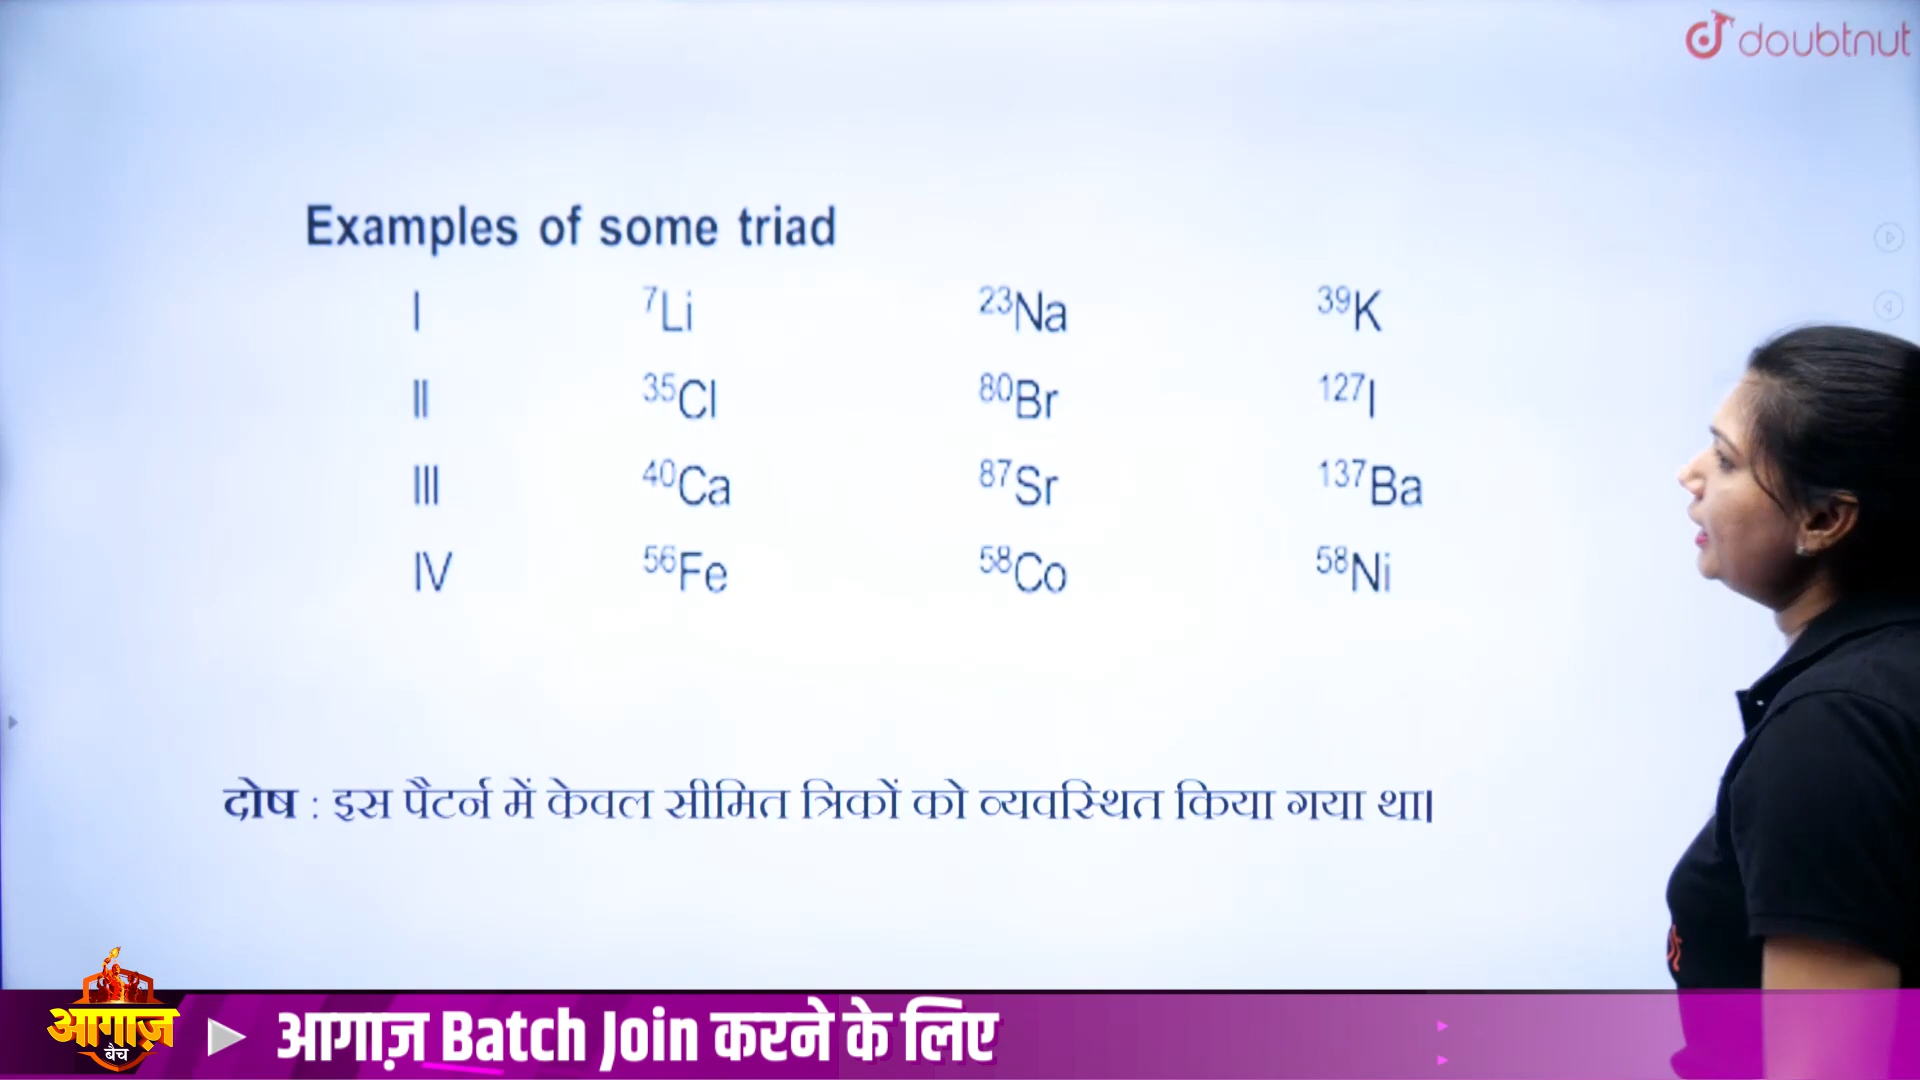 doubtnut
Examples of some triad
I ⁷Li ²³Na ³⁹K
II ³⁵Cl ⁸⁰Br ¹²⁷I
III ⁴⁰Ca ⁸⁷Sr ¹³⁷Ba
IV ⁵⁶Fe ⁵⁸Co ⁵⁸Ni
दोष : इस पैटर्न में केवल सीमित त्रिकों को व्यवस्थित किया गया था।
आगाज़
बैच
आगाज़ Batch Join करने के लिए